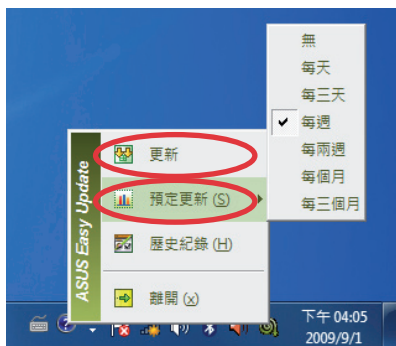 無
每天
每三天
每週
每兩週
每個月
每三個月
ASUS Easy Update
更新
預定更新 (S)
歷史紀錄 (H)
離開 (x)
下午 04:05
2009/9/1